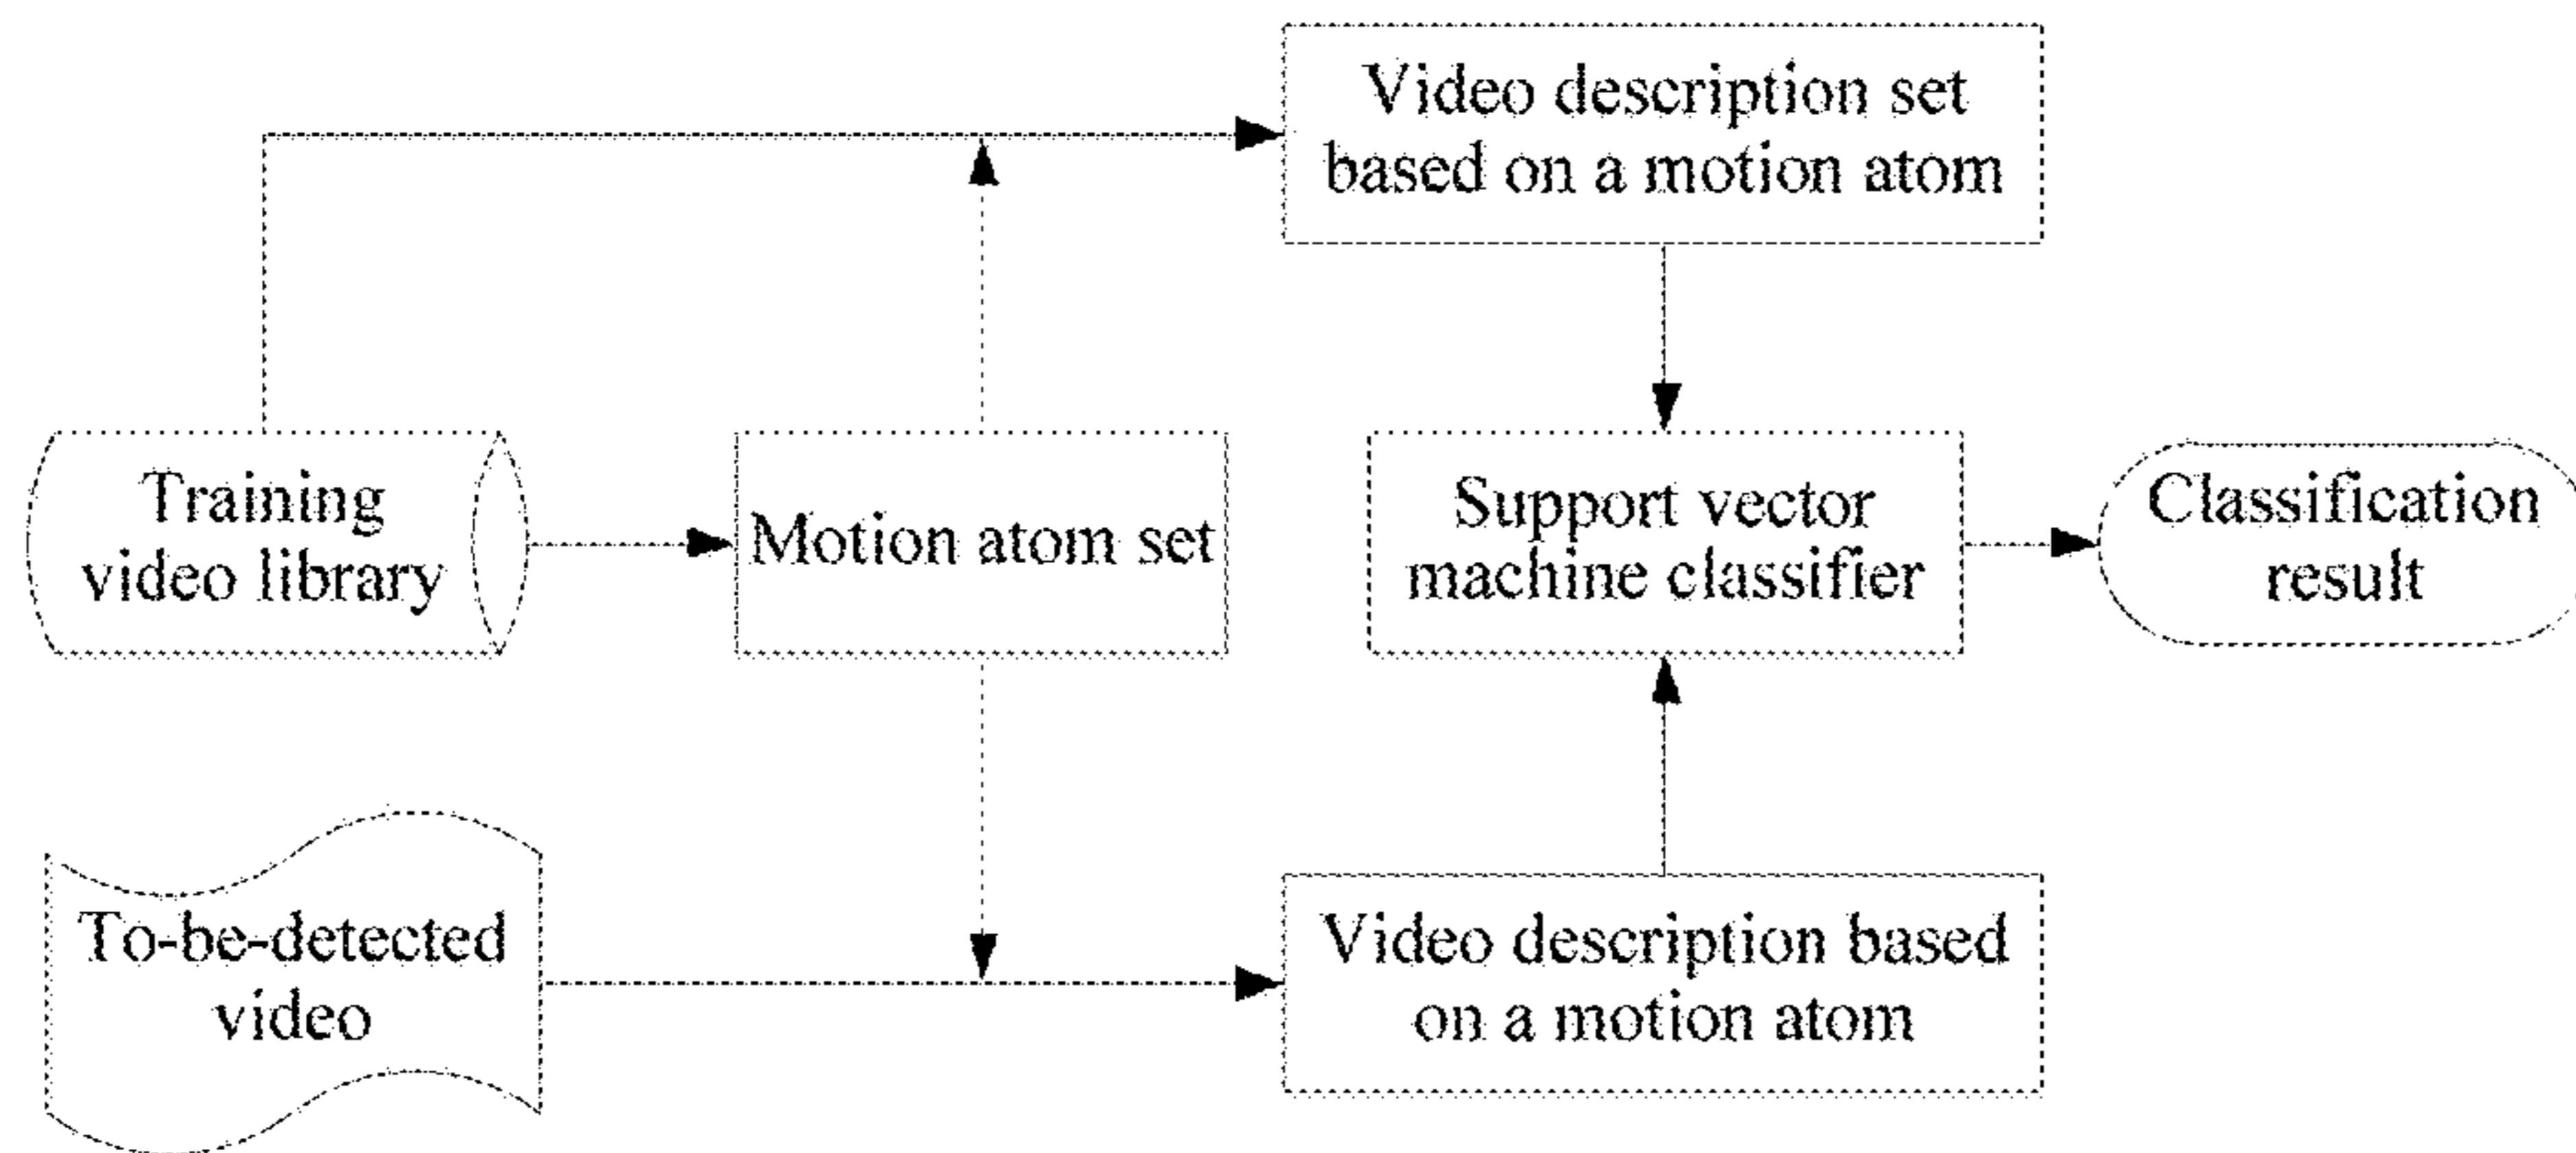 Video description set
based on a motion atom
Training
video library
Motion atom set
Support vector
machine classifier
Classification
result
To-be-detected
video
Video description based
on a motion atom